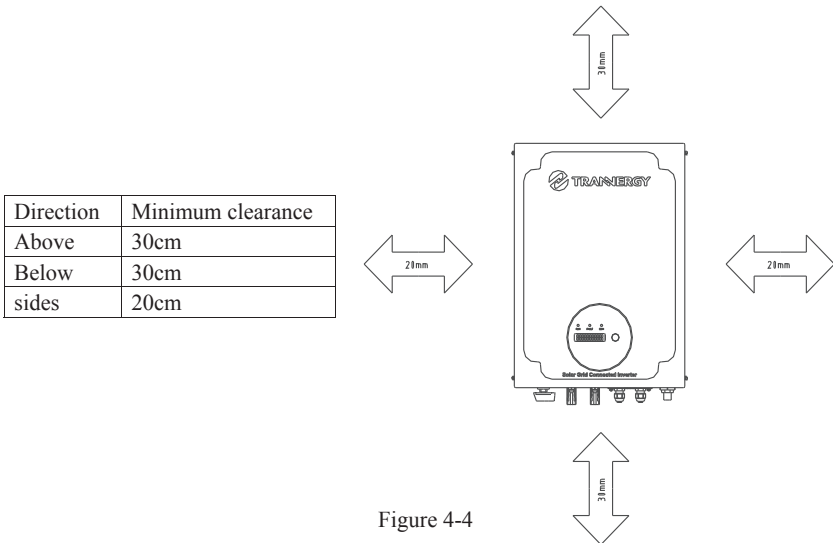 30mm
TRANNERGY
Direction Minimum clearance
Above 30cm
Below 30cm
sides 20cm
20mm
20mm
Solar Grid Connected Inverter
30mm
Figure 4-4